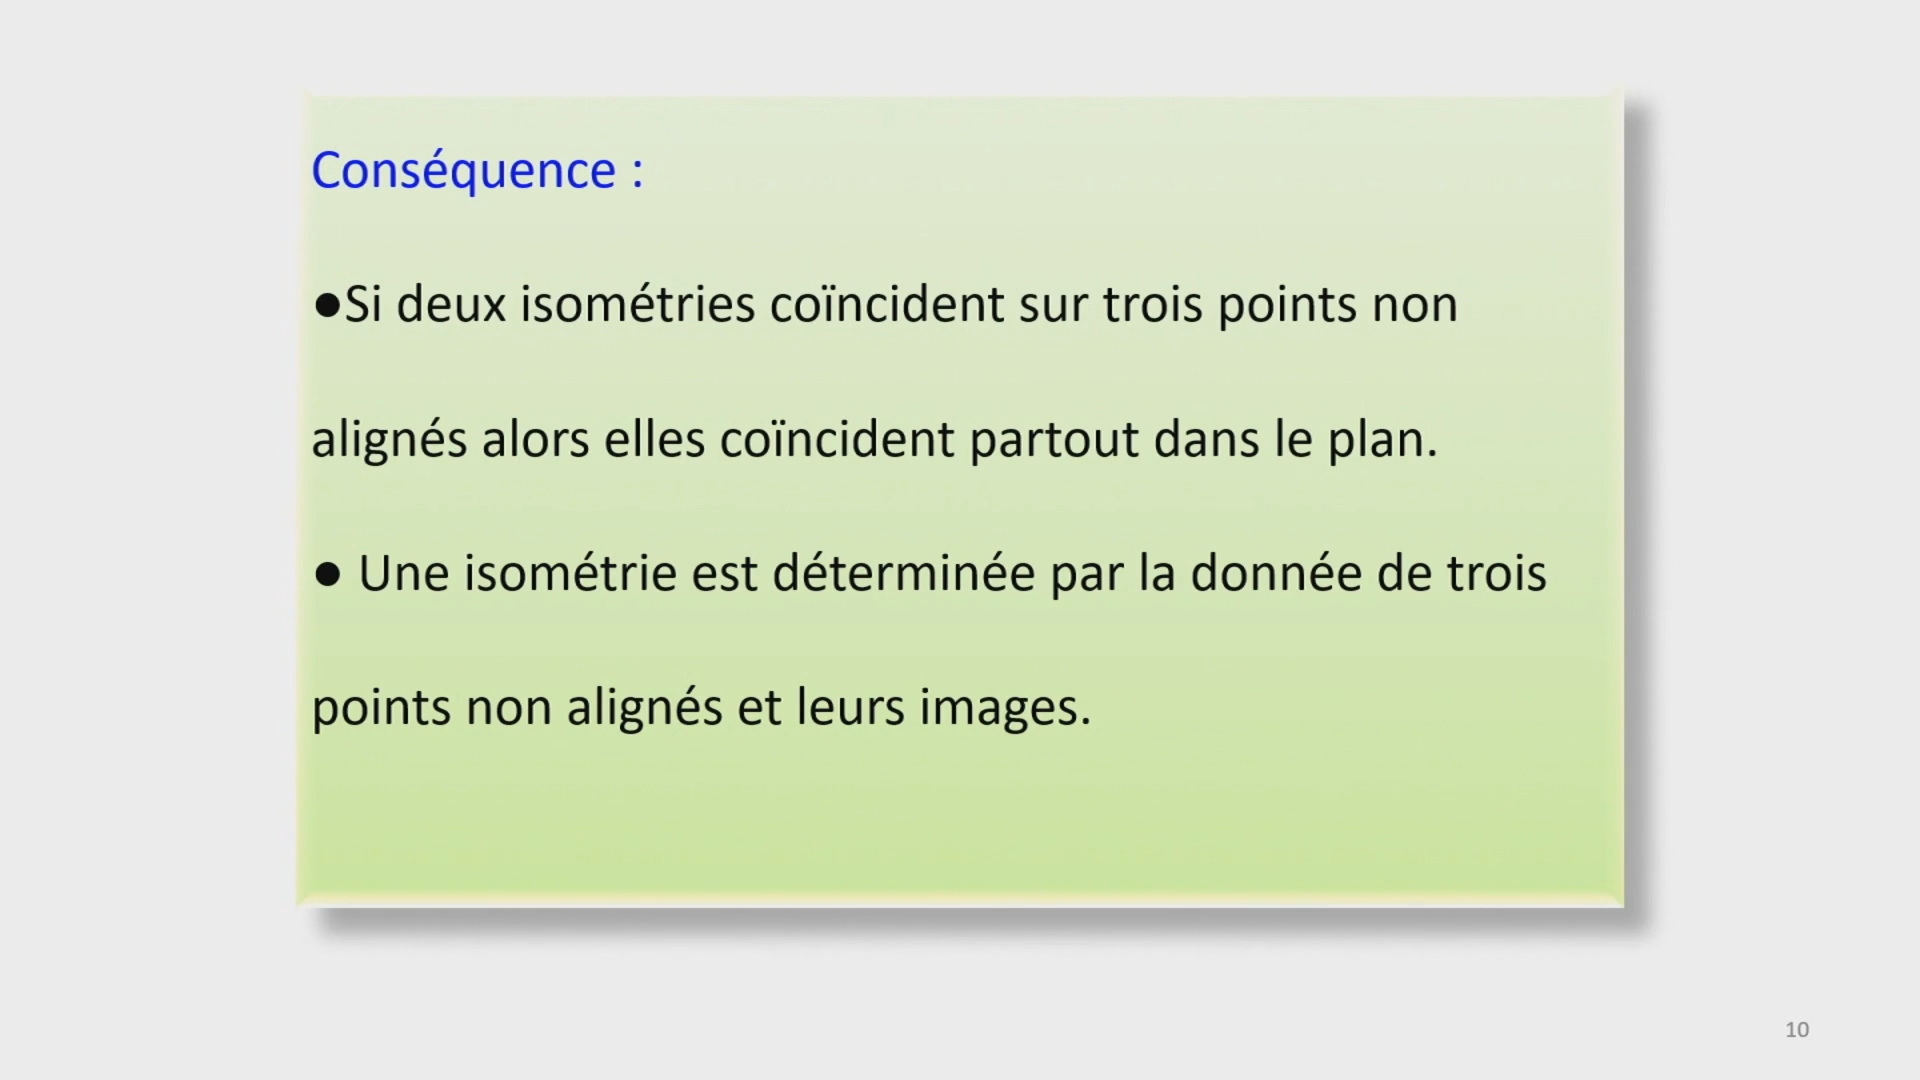 Conséquence :
●Si deux isométries coïncident sur trois points non
alignés alors elles coïncident partout dans le plan.
● Une isométrie est déterminée par la donnée de trois
points non alignés et leurs images.
10